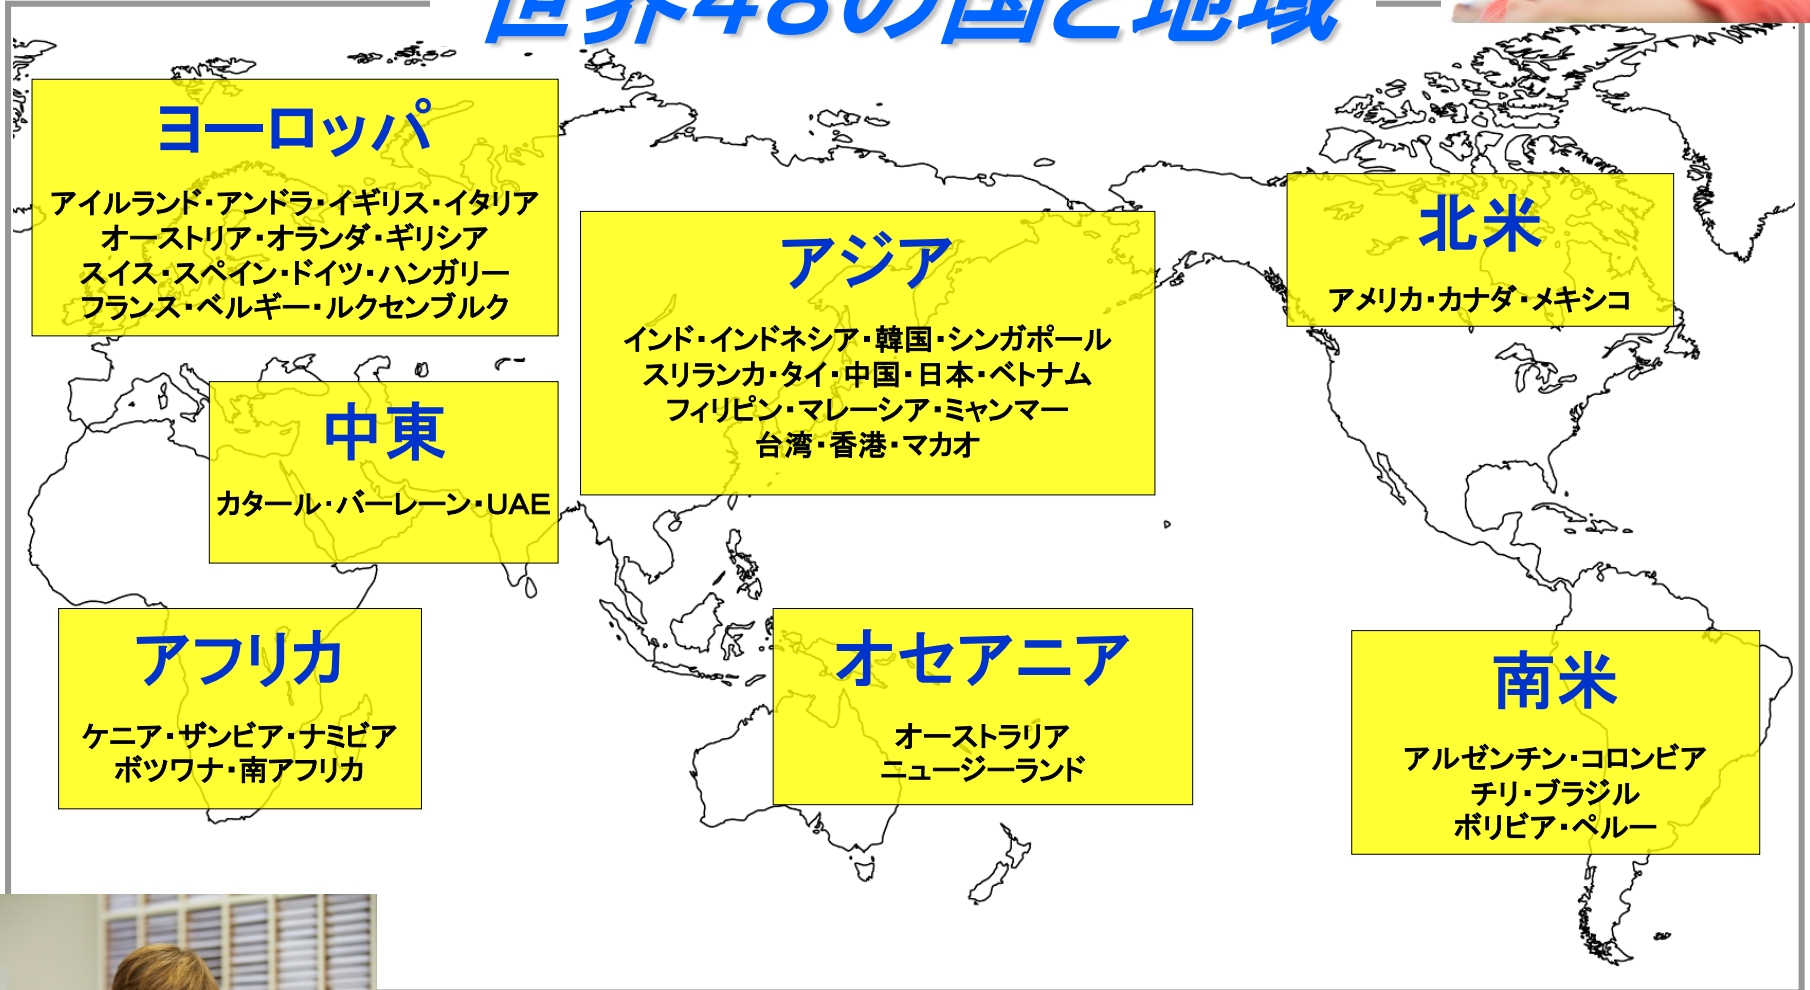 世界48の国と地域
ヨーロッパ
アイルランド・アンドラ・イギリス・イタリア
オーストリア・オランダ・ギリシア
スイス・スペイン・ドイツ・ハンガリー
フランス・ベルギー・ルクセンブルク
中東
カタール・バーレーン・UAE
アジア
インド・インドネシア・韓国・シンガポール
スリランカ・タイ・中国・日本・ベトナム
フィリピン・マレーシア・ミャンマー
台湾・香港・マカオ
北米
アメリカ・カナダ・メキシコ
アフリカ
ケニア・ザンビア・ナミビア
ボツワナ・南アフリカ
オセアニア
オーストラリア
ニュージーランド
南米
アルゼンチン・コロンビア
チリ・ブラジル
ボリビア・ペルー